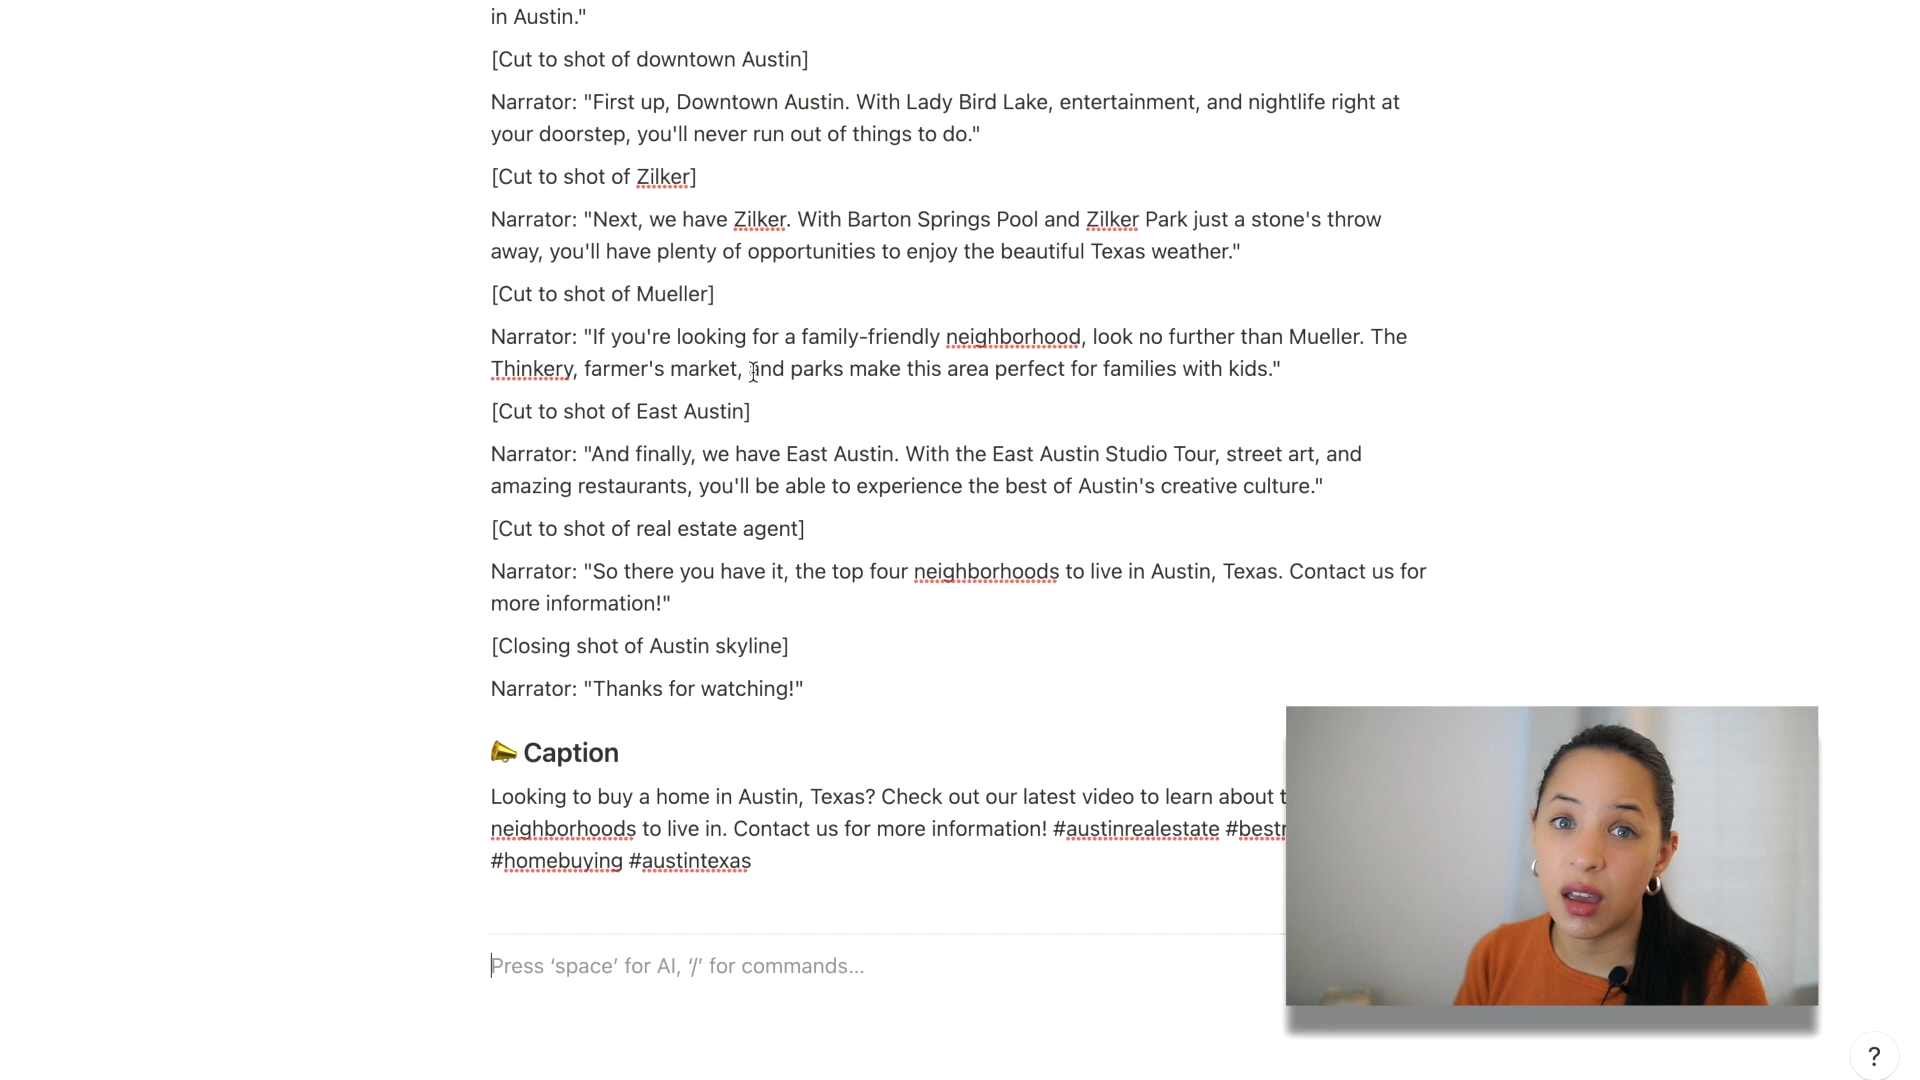 in Austin."
[Cut to shot of downtown Austin]
Narrator: "First up, Downtown Austin. With Lady Bird Lake, entertainment, and nightlife right at
your doorstep, you'll never run out of things to do."
[Cut to shot of Zilker]
Narrator: "Next, we have Zilker. With Barton Springs Pool and Zilker Park just a stone's throw
away, you'll have plenty of opportunities to enjoy the beautiful Texas weather."
[Cut to shot of Mueller]
Narrator: "If you're looking for a family-friendly neighborhood, look no further than Mueller. The
Thinkery, farmer's market, and parks make this area perfect for families with kids."
[Cut to shot of East Austin]
Narrator: "And finally, we have East Austin. With the East Austin Studio Tour, street art, and
amazing restaurants, you'll be able to experience the best of Austin's creative culture."
[Cut to shot of real estate agent]
Narrator: "So there you have it, the top four neighborhoods to live in Austin, Texas. Contact us for
more information!"
[Closing shot of Austin skyline]
Narrator: "Thanks for watching!"
Caption
Looking to buy a home in Austin, Texas? Check out our latest video to learn about
neighborhoods to live in. Contact us for more information! #austinrealestate
#homebuying #austintexas
Press ‘space’ for AI, ‘/’ for commands…
?